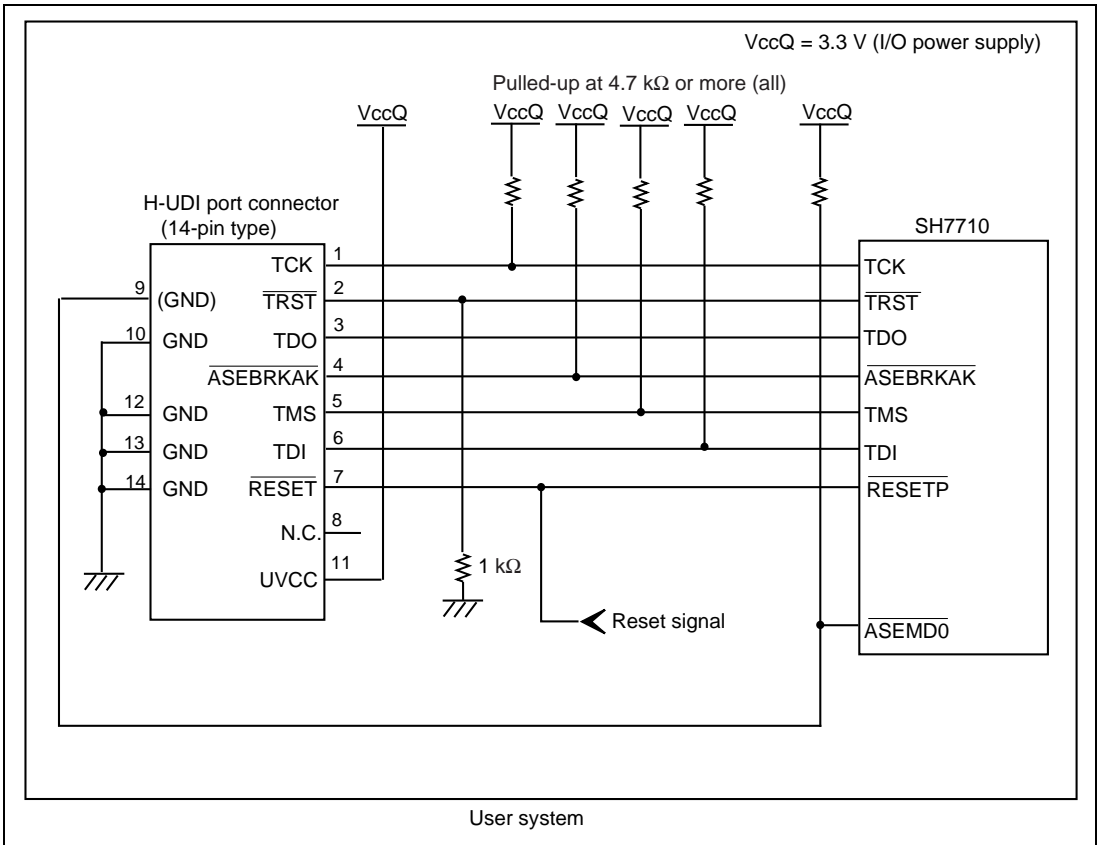 VccQ = 3.3 V (I/O power supply)
Pulled-up at 4.7 kΩ or more (all)
VccQ VccQ VccQ VccQ VccQ VccQ
H-UDI port connector
(14-pin type)
SH7710
TCK 1 TCK
9 (GND) TRST 2 TRST
10 GND TDO 3 TDO
ASEBRKAK 4 ASEBRKAK
12 GND TMS 5 TMS
13 GND TDI 6 TDI
14 GND RESET 7 RESETP
N.C. 8
UVCC 11
1 kΩ
Reset signal
ASEMD0
User system